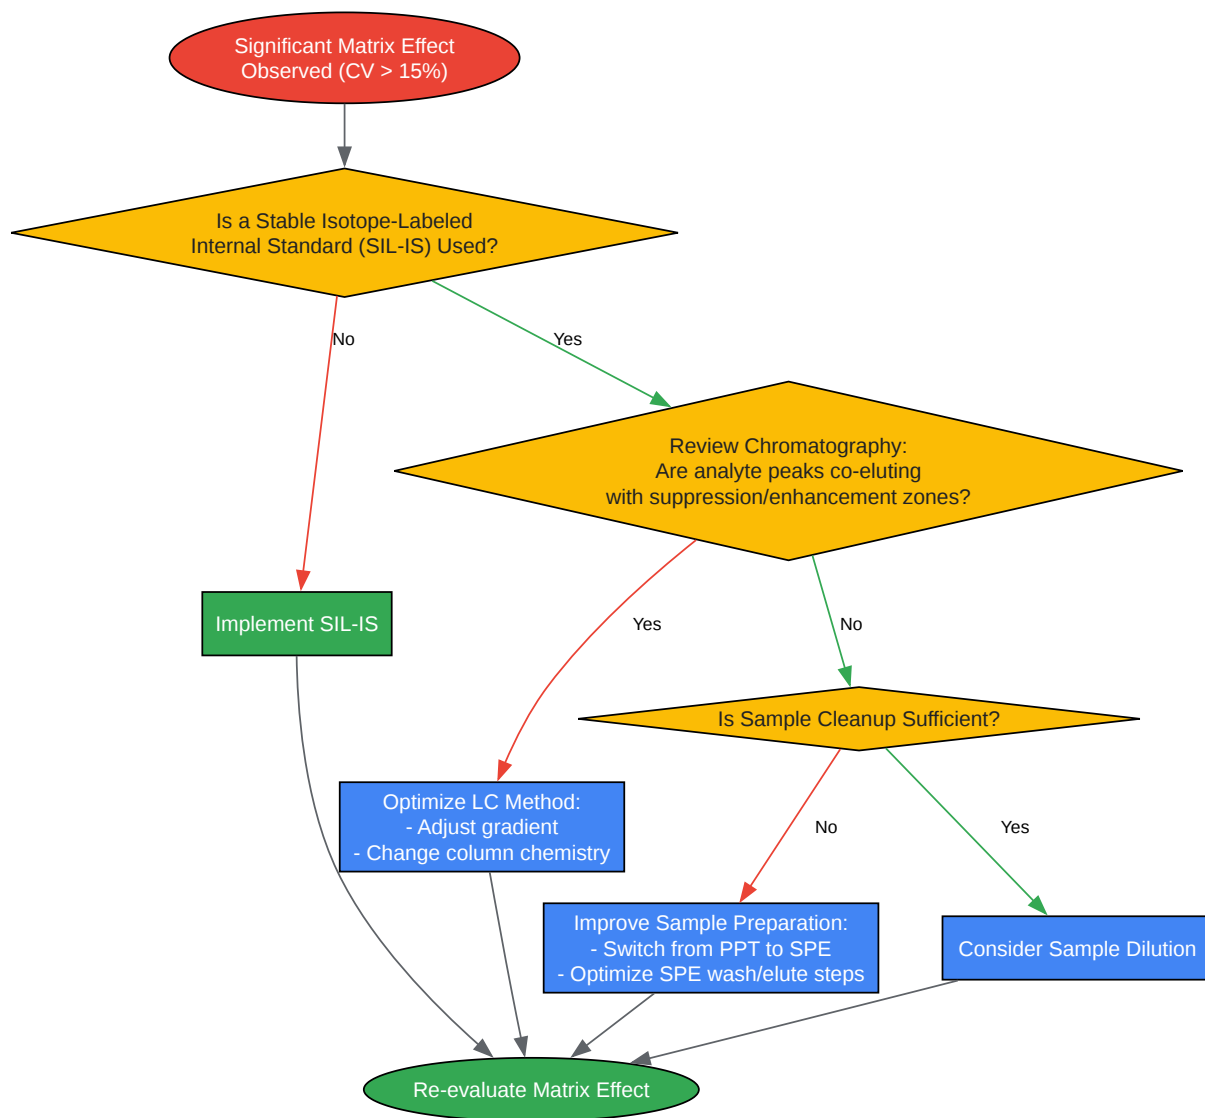 Significant Matrix Effect
Observed (CV > 15%)
Is a Stable Isotope-Labeled
Internal Standard (SIL-IS) Used?
No
Yes
Review Chromatography:
Are analyte peaks co-eluting
with suppression/enhancement zones?
Implement SIL-IS
Yes
No
Is Sample Cleanup Sufficient?
Optimize LC Method:
- Adjust gradient
- Change column chemistry
No
Yes
Improve Sample Preparation:
- Switch from PPT to SPE
- Optimize SPE wash/elute steps
Consider Sample Dilution
Re-evaluate Matrix Effect